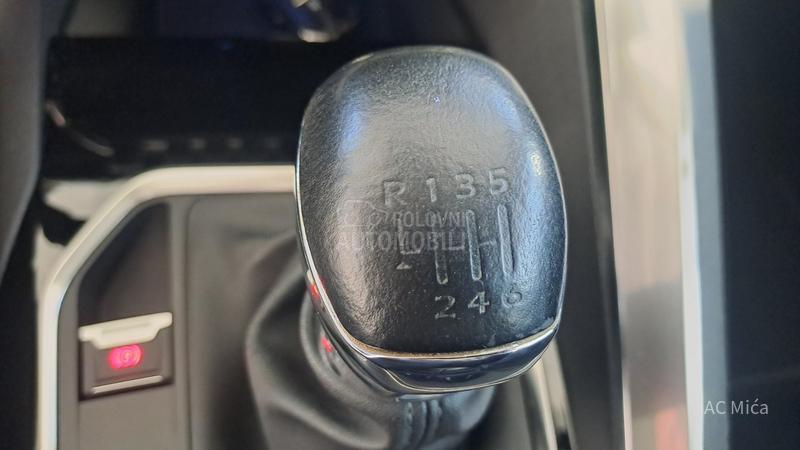 R 1 3 5
POLOVNI
AUTOMOBILI
2 4 6
AC Mića